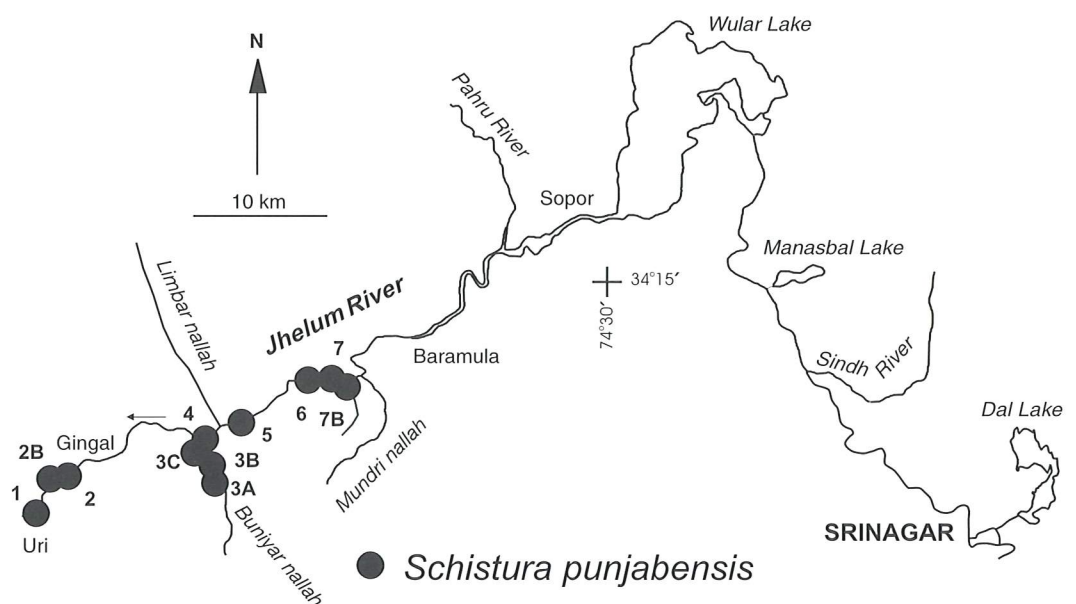 Wular Lake
N
Pahru River
10 km
Sopor
Manasbal Lake
Limbar nallah
34°15′
74°30′
Jhelum River
Baramula
Sindh River
7
Dal Lake
4
6
7B
5
2B
Gingal
3C
3B
Mundri nallah
1
2
3A
Uri
Buniyar nallah
SRINAGAR
Schistura punjabensis